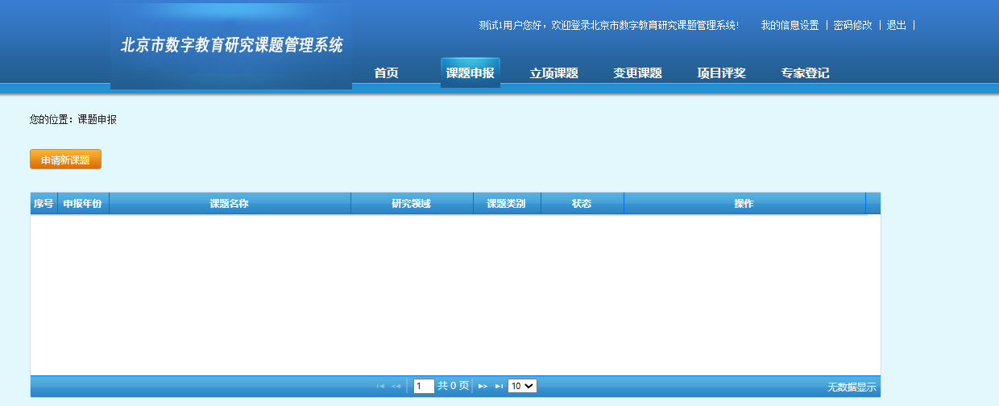 测试1用户您好，欢迎登录北京市数字教育研究课题管理系统! 我的信息设置 | 密码修改 | 退出 |
北京市数字教育研究课题管理系统
首页 课题申报 立项课题 变更课题 项目评奖 专家登记
您的位置：课题申报
申请新课题
序号 申报年份 课题名称 研究领域 课题类别 状态 操作
1 共 0 页 10 无数据显示